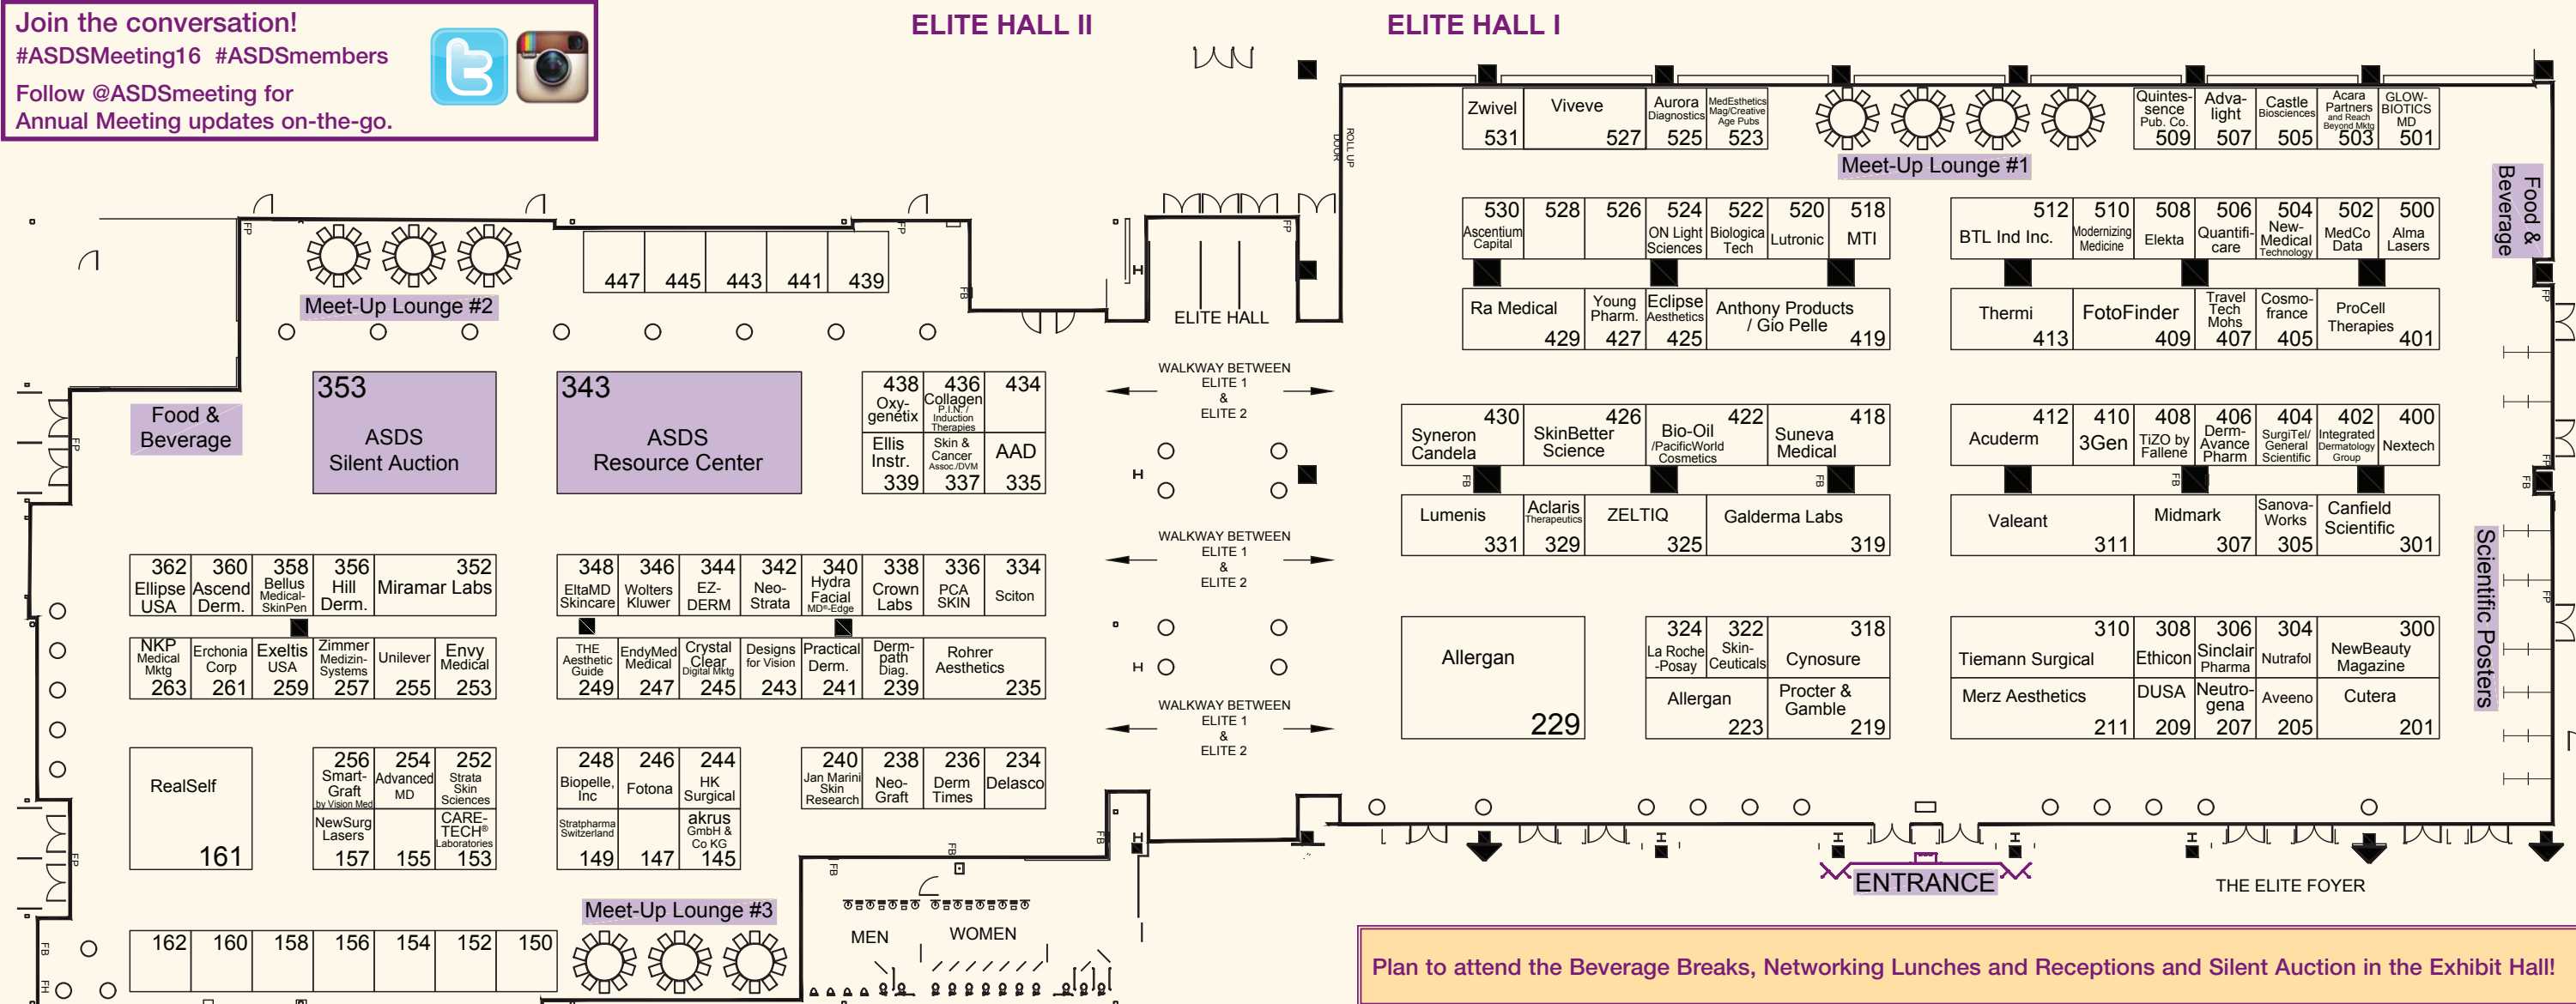 Join the conversation!
#ASDSMeeting16 #ASDSmembers
Follow @ASDSmeeting for
Annual Meeting updates on-the-go.
ELITE HALL II
ELITE HALL I
Zwivel
531
Viveve
527
Aurora
Diagnostics
525
MedEsthetics
Mag/Creative
Age Pubs
523
Meet-Up Lounge #1
Quintes-
sence
Pub. Co.
509
Adva-
light
507
Castle
Biosciences
505
Acara
Partners
and Reach
Beyond Mktg
503
GLOW-
BIOTICS
MD
501
ROLL UP
DOOR
Food &
Beverage
530
Ascentium
Capital
528
526
524
ON Light
Sciences
522
Biologica
Tech
520
Lutronic
518
MTI
512
BTL Ind Inc.
510
Modernizing
Medicine
508
Elekta
506
Quantifi-
care
504
New-
Medical
Technology
502
MedCo
Data
500
Alma
Lasers
Ra Medical
429
Young
Pharm.
427
Eclipse
Aesthetics
425
Anthony Products
/ Gio Pelle
419
Thermi
413
FotoFinder
409
Travel
Tech
Mohs
407
Cosmo-
france
405
ProCell
Therapies
401
Meet-Up Lounge #2
447
445
443
441
439
ELITE HALL
WALKWAY BETWEEN
ELITE 1
&
ELITE 2
Food &
Beverage
353
ASDS
Silent Auction
343
ASDS
Resource Center
438
Oxy-
genetix
436
Collagen
P.I.N. /
Induction
Therapies
434
Ellis
Instr.
339
Skin &
Cancer
Assoc./DVM
337
AAD
335
430
Syneron
Candela
426
SkinBetter
Science
422
Bio-Oil
/PacificWorld
Cosmetics
418
Suneva
Medical
412
Acuderm
410
3Gen
408
TiZO by
Fallene
406
Derm-
Avance
Pharm
404
SurgiTel/
General
Scientific
402
Integrated
Dermatology
Group
400
Nextech
Lumenis
331
Aclaris
Therapeutics
329
ZELTIQ
325
Galderma Labs
319
Valeant
311
Midmark
307
Sanova-
Works
305
Canfield
Scientific
301
WALKWAY BETWEEN
ELITE 1
&
ELITE 2
Scientific Posters
362
Ellipse
USA
360
Ascend
Derm.
358
Bellus
Medical-
SkinPen
356
Hill
Derm.
352
Miramar Labs
348
EltaMD
Skincare
346
Wolters
Kluwer
344
EZ-
DERM
342
Neo-
Strata
340
Hydra
Facial
MD®-Edge
338
Crown
Labs
336
PCA
SKIN
334
Sciton
NKP
Medical
Mktg
263
Erchonia
Corp
261
Exeltis
USA
259
Zimmer
Medizin-
Systems
257
Unilever
255
Envy
Medical
253
THE
Aesthetic
Guide
249
EndyMed
Medical
247
Crystal
Clear
Digital Mktg
245
Designs
for Vision
243
Practical
Derm.
241
Derm-
path
Diag.
239
Rohrer
Aesthetics
235
Allergan
229
324
La Roche
-Posay
322
Skin-
Ceuticals
318
Cynosure
310
Tiemann Surgical
308
Ethicon
306
Sinclair
Pharma
304
Nutrafol
300
NewBeauty
Magazine
Allergan
223
Procter &
Gamble
219
Merz Aesthetics
211
DUSA
209
Neutro-
gena
207
Aveeno
205
Cutera
201
WALKWAY BETWEEN
ELITE 1
&
ELITE 2
RealSelf
161
256
Smart-
Graft
by Vision Med
254
Advanced
MD
252
Strata
Skin
Sciences
248
Biopelle,
Inc
246
Fotona
244
HK
Surgical
240
Jan Marini
Skin
Research
238
Neo-
Graft
236
Derm
Times
234
Delasco
NewSurg
Lasers
157
155
CARE-
TECH®
Laboratories
153
Stratpharma
Switzerland
149
147
akrus
GmbH &
Co KG
145
ENTRANCE
THE ELITE FOYER
Meet-Up Lounge #3
MEN
WOMEN
162
160
158
156
154
152
150
Plan to attend the Beverage Breaks, Networking Lunches and Receptions and Silent Auction in the Exhibit Hall!